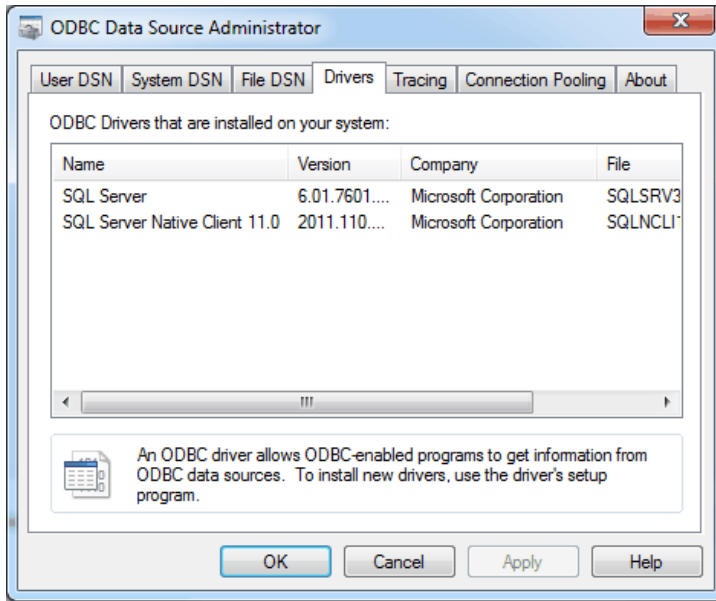 ODBC Data Source Administrator
User DSN System DSN File DSN Drivers Tracing Connection Pooling About
ODBC Drivers that are installed on your system:
Name Version Company File
SQL Server 6.01.7601.... Microsoft Corporation SQLSRV3
SQL Server Native Client 11.0 2011.110.... Microsoft Corporation SQLNCLI1
An ODBC driver allows ODBC-enabled programs to get information from
ODBC data sources. To install new drivers, use the driver's setup
program.
OK Cancel Apply Help